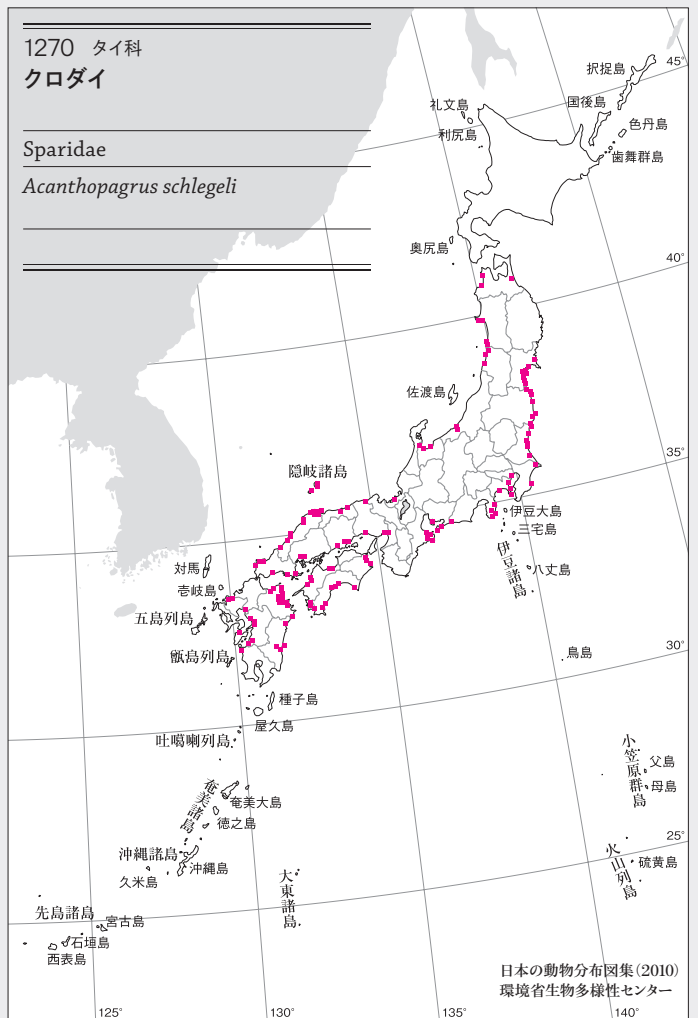 1270 タイ科
クロダイ
Sparidae
Acanthopagrus schlegeli
45°
択捉島
国後島
色丹島
歯舞群島
礼文島
利尻島
奥尻島
40°
佐渡島
35°
隠岐諸島
伊豆大島
三宅島
伊豆諸島
八丈島
対馬
壱岐島
五島列島
甑島列島
鳥島
30°
種子島
屋久島
吐噶喇列島
小笠原群島
父島
母島
奄美諸島
奄美大島
徳之島
25°
沖縄諸島
沖縄島
久米島
大東諸島
火山列島
硫黄島
先島諸島
宮古島
石垣島
西表島
日本の動物分布図集(2010)
環境省生物多様性センター
125°
130°
135°
140°